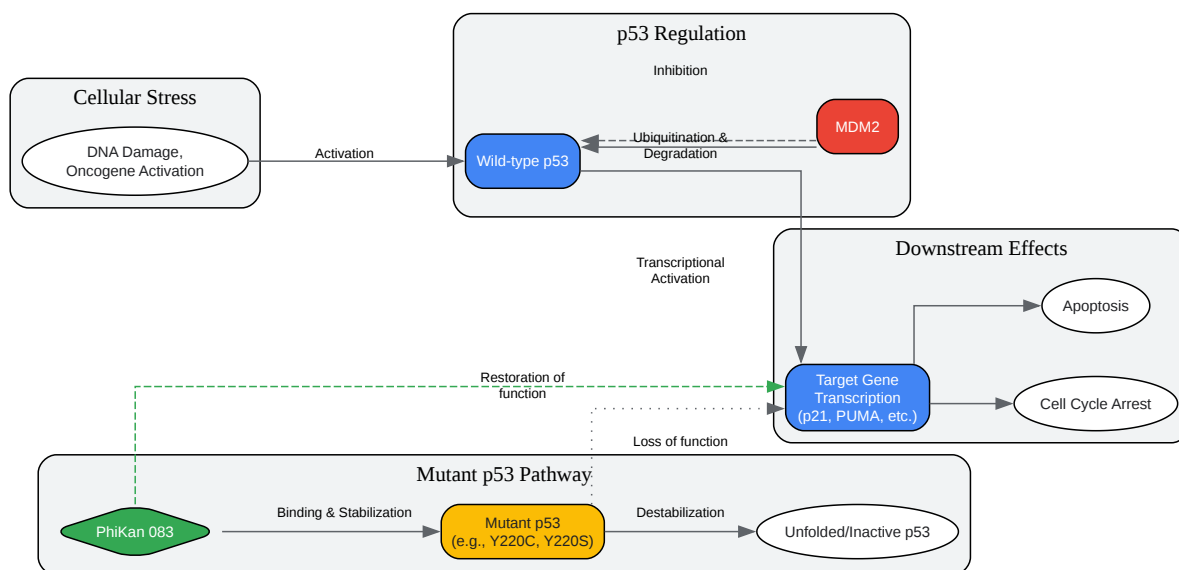 p53 Regulation
Inhibition
Cellular Stress
MDM2
DNA Damage,
Oncogene Activation
Activation
Wild-type p53
Ubiquitination &
Degradation
Downstream Effects
Transcriptional
Activation
Apoptosis
Restoration of
function
Target Gene
Transcription
(p21, PUMA, etc.)
Cell Cycle Arrest
Loss of function
Mutant p53 Pathway
PhiKan 083
Binding & Stabilization
Mutant p53
(e.g., Y220C, Y220S)
Destabilization
Unfolded/Inactive p53